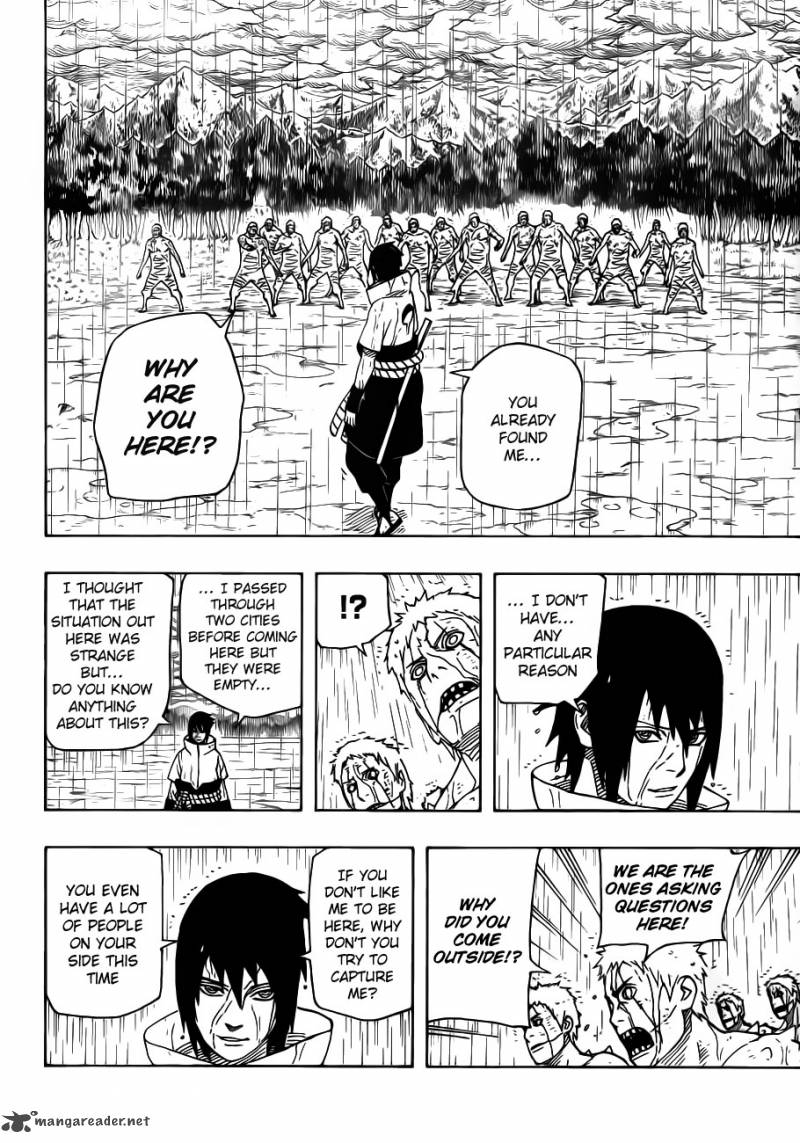 YOU
ALREADY
FOUND
ME...
WHY
ARE
YOU
HERE!?
... I DON'T
HAVE...
ANY
PARTICULAR
REASON
!?
... I PASSED
THROUGH
TWO CITIES
BEFORE COMING
HERE BUT
THEY WERE
EMPTY...
I THOUGHT
THAT THE
SITUATION OUT
HERE WAS
STRANGE
BUT...
DO YOU KNOW
ANYTHING
ABOUT THIS?
WE ARE THE
ONES ASKING
QUESTIONS
HERE!
WHY
DID YOU
COME
OUTSIDE!?
IF YOU
DON'T LIKE
ME TO BE
HERE, WHY
DON'T YOU
TRY TO
CAPTURE
ME?
YOU EVEN
HAVE A LOT
OF PEOPLE
ON YOUR
SIDE THIS
TIME
mangareader.net